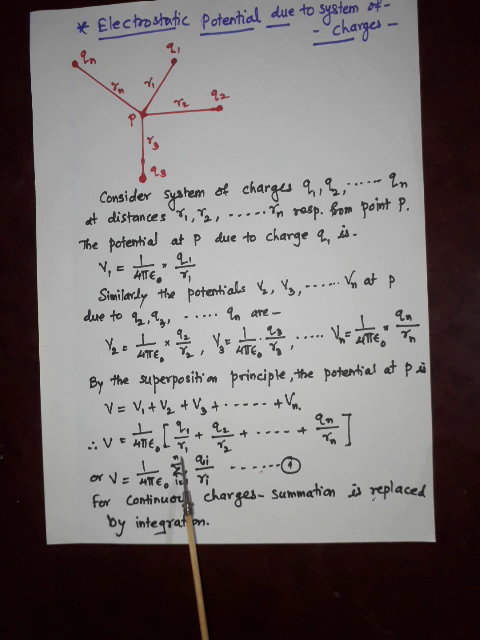 * Electrostatic Potential due to system of-
- charges -
qn
q1
rn
r1
r2
q2
P
r3
q3
Consider system of charges q1, q2, ...... qn
at distances r1, r2, ....... rn resp. from point P.
The potential at P due to charge q1 is-
V1 = 1/4πε0 × q1/r1
Similarly the potentials V2, V3, ....... Vn at P
due to q2, q3, ...... qn are-
V2 = 1/4πε0 × q2/r2 , V3 = 1/4πε0 · q3/r3 , ..... Vn = 1/4πε0 × qn/rn
By the superposition principle, the potential at P is
V = V1 + V2 + V3 + ------ + Vn.
∴ V = 1/4πε0 [ q1/r1 + q2/r2 + ----- + qn/rn ]
or V = 1/4πε0 qi/ri ------- ①
For continuous charges- summation is replaced
by integration.